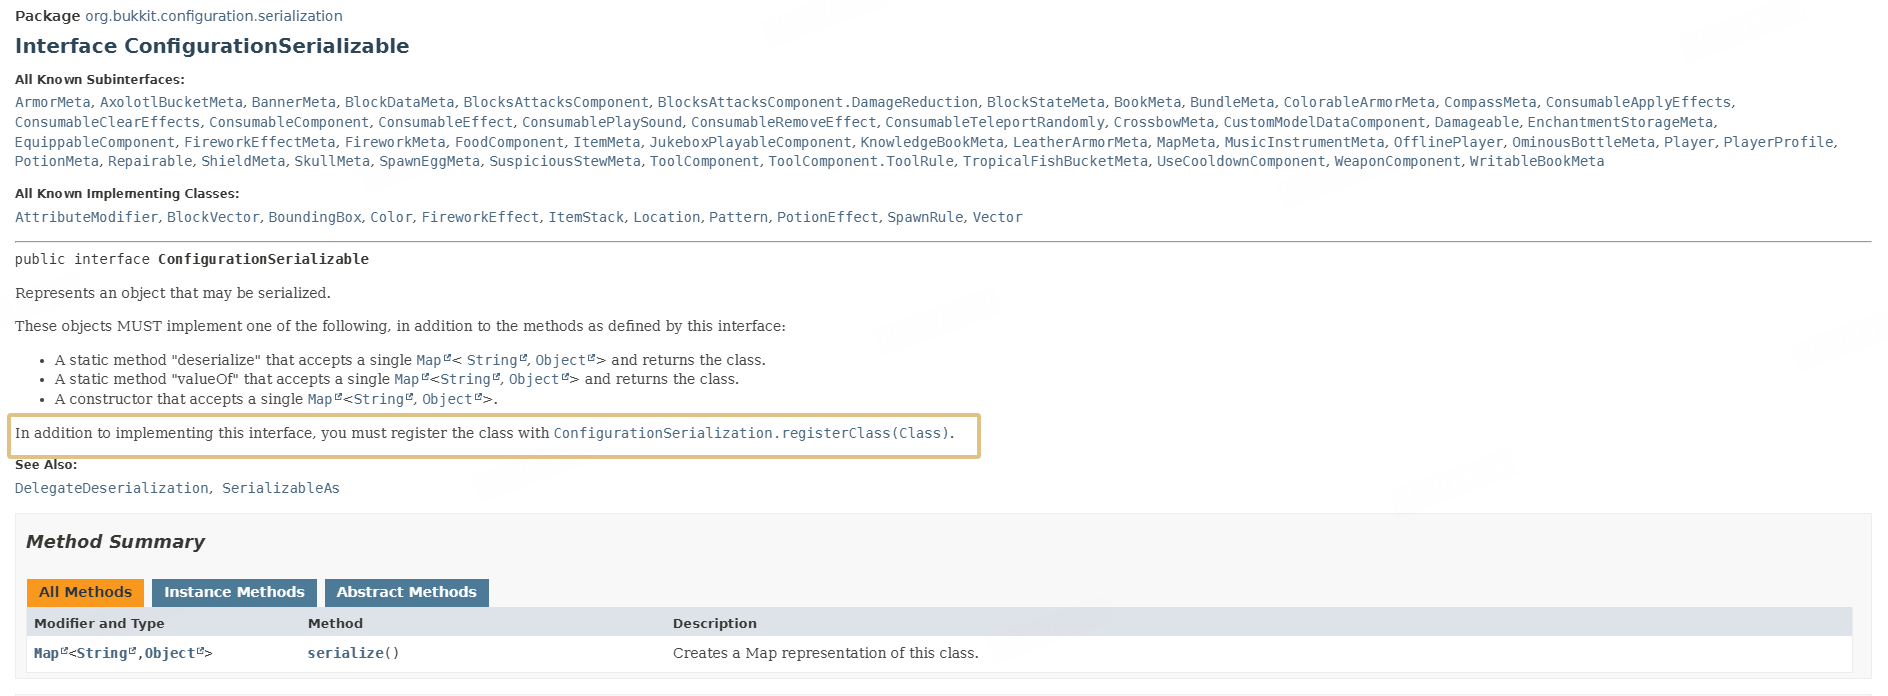 Package org.bukkit.configuration.serialization
Interface ConfigurationSerializable
All Known Subinterfaces:
ArmorMeta, AxolotlBucketMeta, BannerMeta, BlockDataMeta, BlocksAttacksComponent, BlocksAttacksComponent.DamageReduction, BlockStateMeta, BookMeta, BundleMeta, ColorableArmorMeta, CompassMeta, ConsumableApplyEffects,
ConsumableClearEffects, ConsumableComponent, ConsumableEffect, ConsumablePlaySound, ConsumableRemoveEffect, ConsumableTeleportRandomly, CrossbowMeta, CustomModelDataComponent, Damageable, EnchantmentStorageMeta,
EquippableComponent, FireworkEffectMeta, FireworkMeta, FoodComponent, ItemMeta, JukeboxPlayableComponent, KnowledgeBookMeta, LeatherArmorMeta, MapMeta, MusicInstrumentMeta, OfflinePlayer, OminousBottleMeta, Player, PlayerProfile,
PotionMeta, Repairable, ShieldMeta, SkullMeta, SpawnEggMeta, SuspiciousStewMeta, ToolComponent, ToolComponent.ToolRule, TropicalFishBucketMeta, UseCooldownComponent, WeaponComponent, WritableBookMeta
All Known Implementing Classes:
AttributeModifier, BlockVector, BoundingBox, Color, FireworkEffect, ItemStack, Location, Pattern, PotionEffect, SpawnRule, Vector
public interface ConfigurationSerializable
Represents an object that may be serialized.
These objects MUST implement one of the following, in addition to the methods as defined by this interface:
• A static method "deserialize" that accepts a single Map< String, Object> and returns the class.
• A static method "valueOf" that accepts a single Map<String, Object> and returns the class.
• A constructor that accepts a single Map<String, Object>.
In addition to implementing this interface, you must register the class with ConfigurationSerialization.registerClass(Class).
See Also:
DelegateDeserialization, SerializableAs
Method Summary
All Methods Instance Methods Abstract Methods
Modifier and Type Method Description
Map<String,Object> serialize() Creates a Map representation of this class.